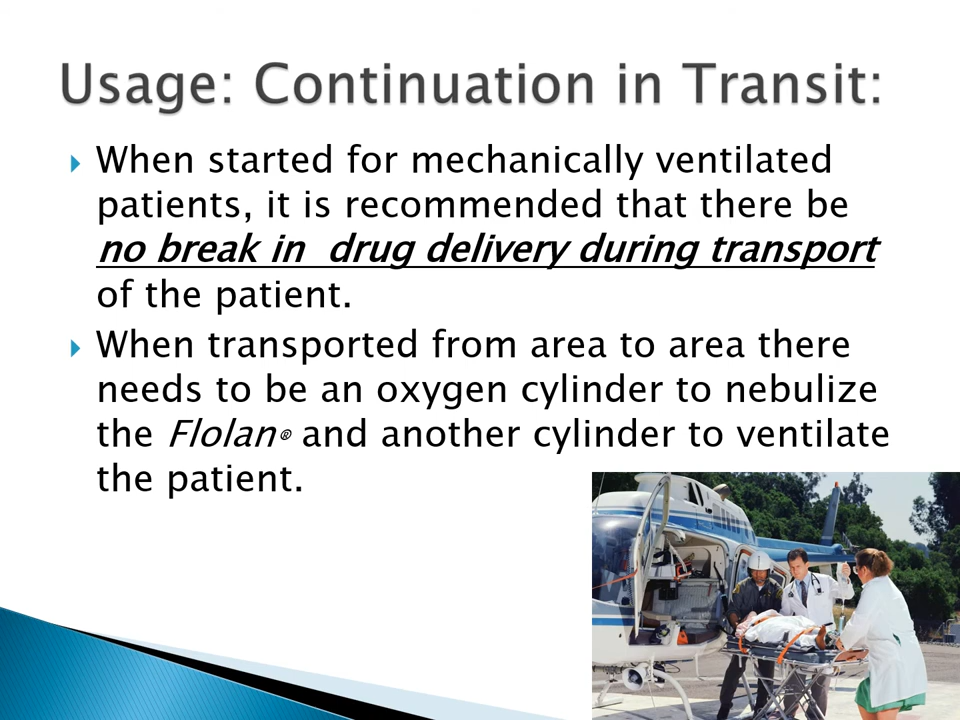 Usage: Continuation in Transit:
When started for mechanically ventilated
patients, it is recommended that there be
no break in  drug delivery during transport
of the patient.
When transported from area to area there
needs to be an oxygen cylinder to nebulize
the Flolan® and another cylinder to ventilate
the patient.